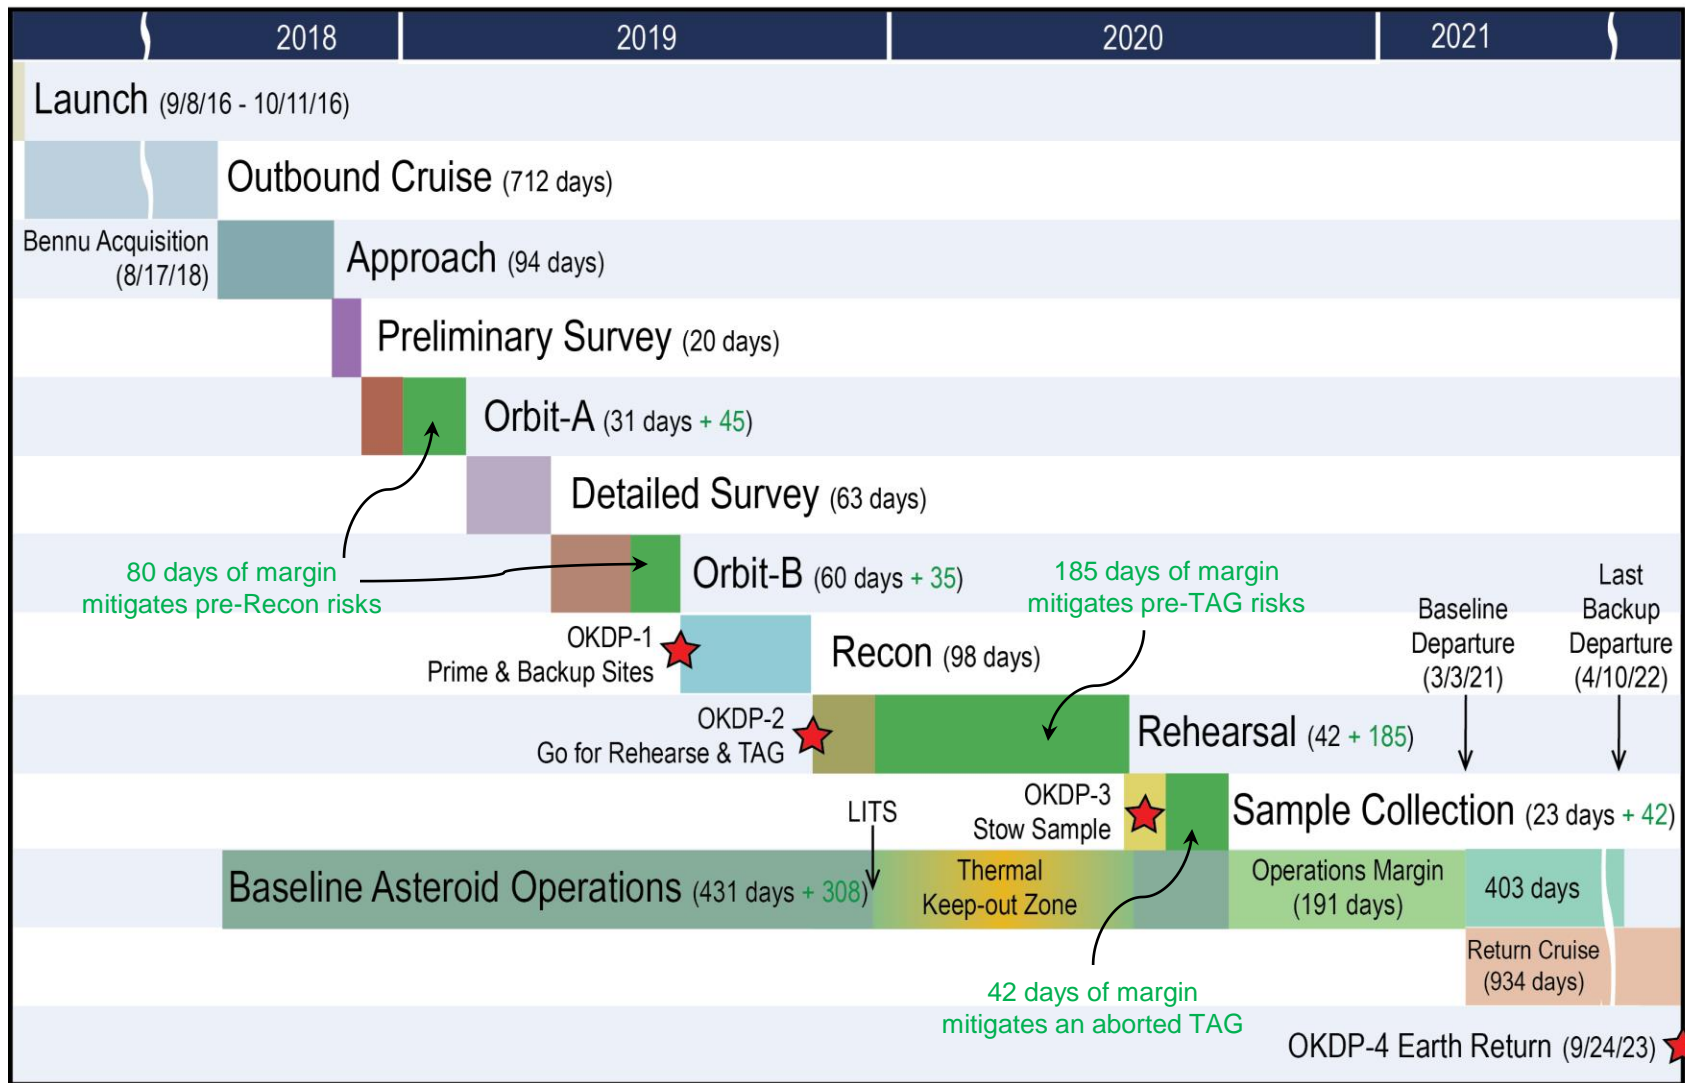 2018 2019 2020 2021
Launch (9/8/16 - 10/11/16)
Outbound Cruise (712 days)
Bennu Acquisition
(8/17/18)
Approach (94 days)
Preliminary Survey (20 days)
Orbit-A (31 days + 45)
Detailed Survey (63 days)
80 days of margin
mitigates pre-Recon risks
Orbit-B (60 days + 35)
185 days of margin
mitigates pre-TAG risks
Baseline
Departure
(3/3/21)
Last
Backup
Departure
(4/10/22)
OKDP-1
Prime & Backup Sites
Recon (98 days)
OKDP-2
Go for Rehearse & TAG
Rehearsal (42 + 185)
LITS
OKDP-3
Stow Sample
Sample Collection (23 days + 42)
Baseline Asteroid Operations (431 days + 308)
Thermal
Keep-out Zone
Operations Margin
(191 days)
403 days
Return Cruise
(934 days)
42 days of margin
mitigates an aborted TAG
OKDP-4 Earth Return (9/24/23)